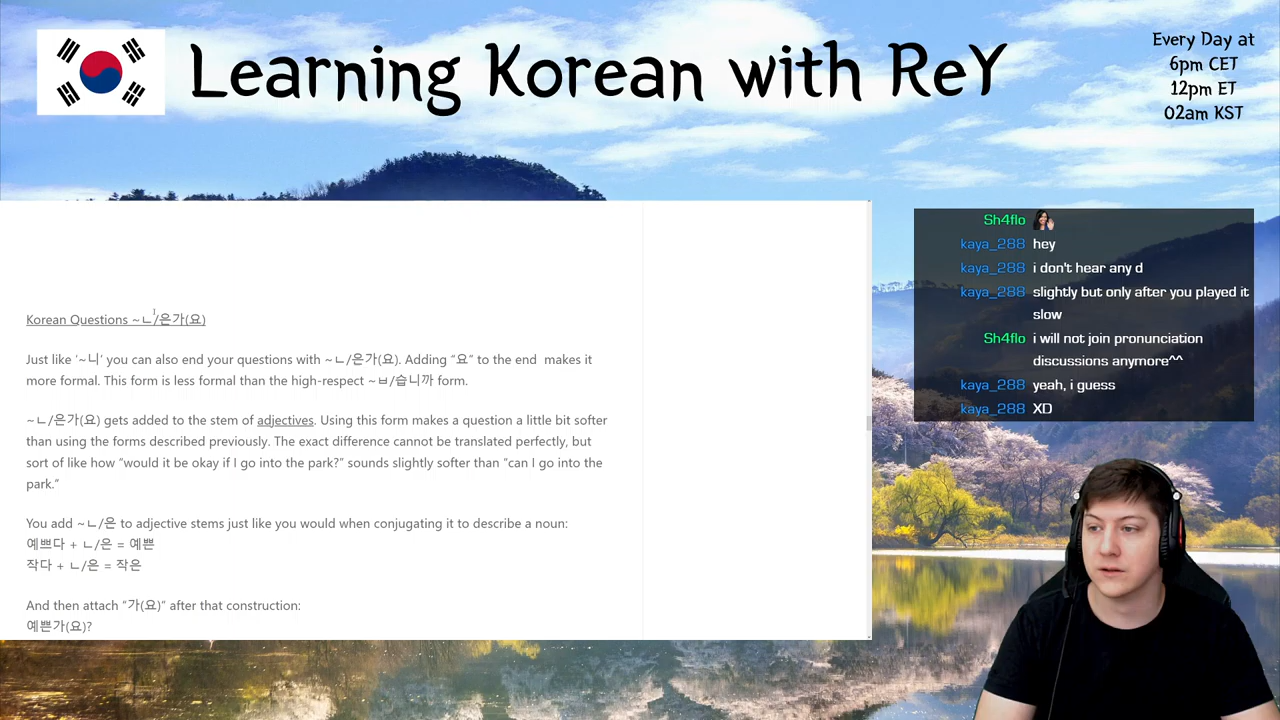 Learning Korean with ReY
Every Day at
6pm CET
12pm ET
02am KST
Korean Questions ~ㄴ/은가(요)
Just like '~니' you can also end your questions with ~ㄴ/은가(요). Adding "요" to the end makes it
more formal. This form is less formal than the high-respect ~ㅂ/습니까 form.
~ㄴ/은가(요) gets added to the stem of adjectives. Using this form makes a question a little bit softer
than using the forms described previously. The exact difference cannot be translated perfectly, but
sort of like how "would it be okay if I go into the park?" sounds slightly softer than "can I go into the
park."
You add ~ㄴ/은 to adjective stems just like you would when conjugating it to describe a noun:
예쁘다 + ㄴ/은 = 예쁜
작다 + ㄴ/은 = 작은
And then attach "가(요)" after that construction:
예쁜가(요)?
Sh4flo
kaya_288 hey
kaya_288 i don't hear any d
kaya_288 slightly but only after you played it
slow
Sh4flo i will not join pronunciation
discussions anymore^^
kaya_288 yeah, i guess
kaya_288 XD